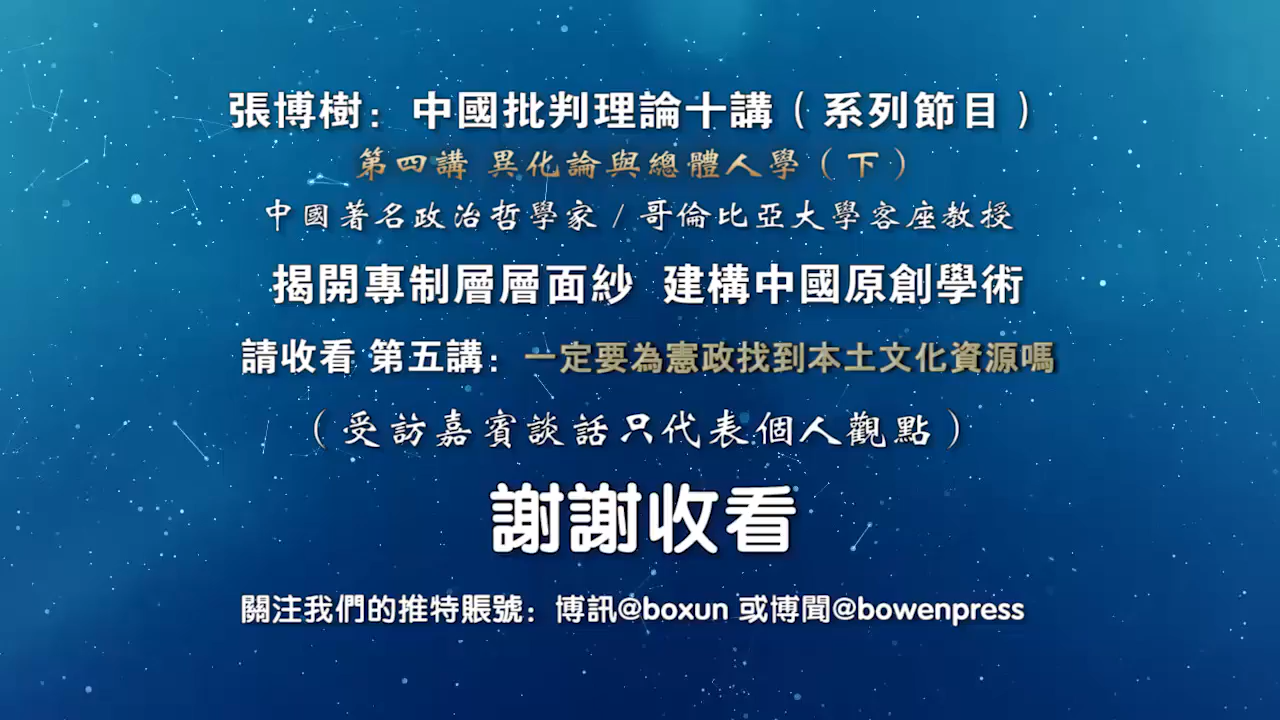 張博樹：中國批判理論十講（系列節目）
第四講 異化論與總體人學（下）
中國著名政治哲學家/哥倫比亞大學客座教授
揭開專制層層面紗 建構中國原創學術
請收看 第五講：一定要為憲政找到本土文化資源嗎
（受訪嘉賓談話只代表個人觀點）
謝謝收看
關注我們的推特賬號：博訊@boxun 或博聞@bowenpress